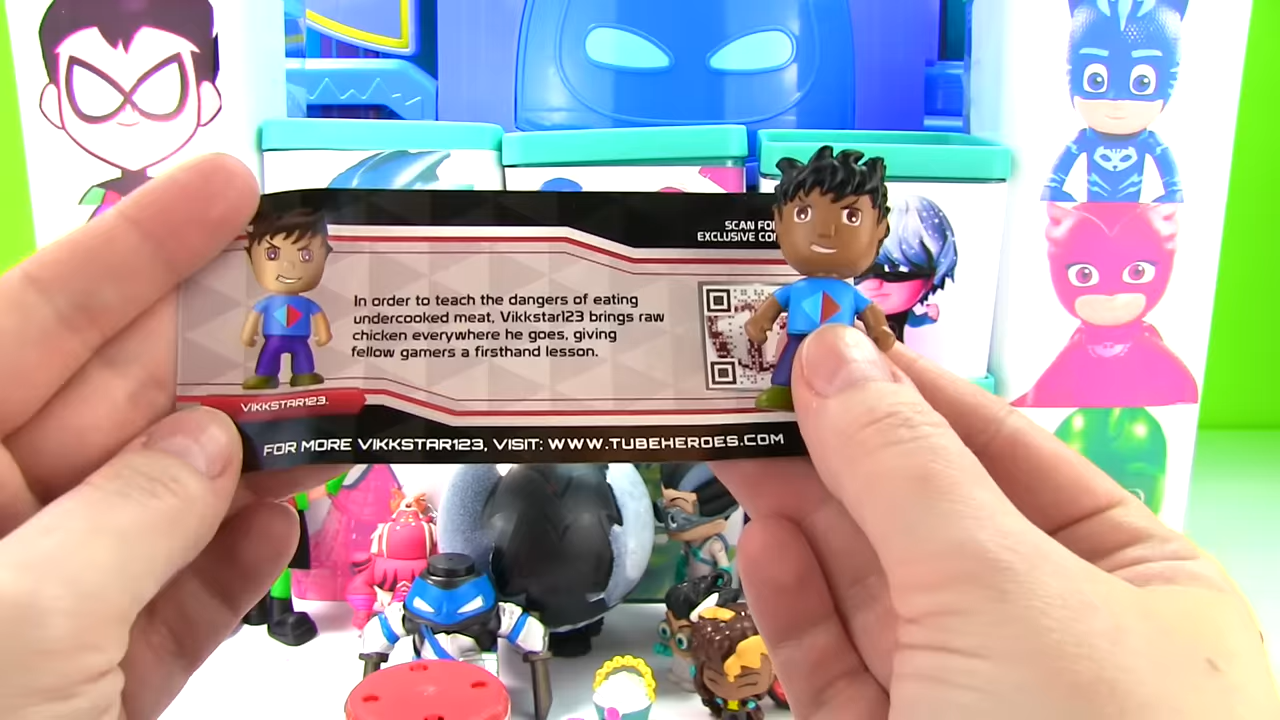 SCAN FOR
EXCLUSIVE
In order to teach the dangers of eating
undercooked meat, Vikkstar123 brings raw
chicken everywhere he goes, giving
fellow gamers a firsthand lesson.
VIKKSTAR123.
FOR MORE VIKKSTAR123, VISIT: WWW.TUBEHEROES.COM